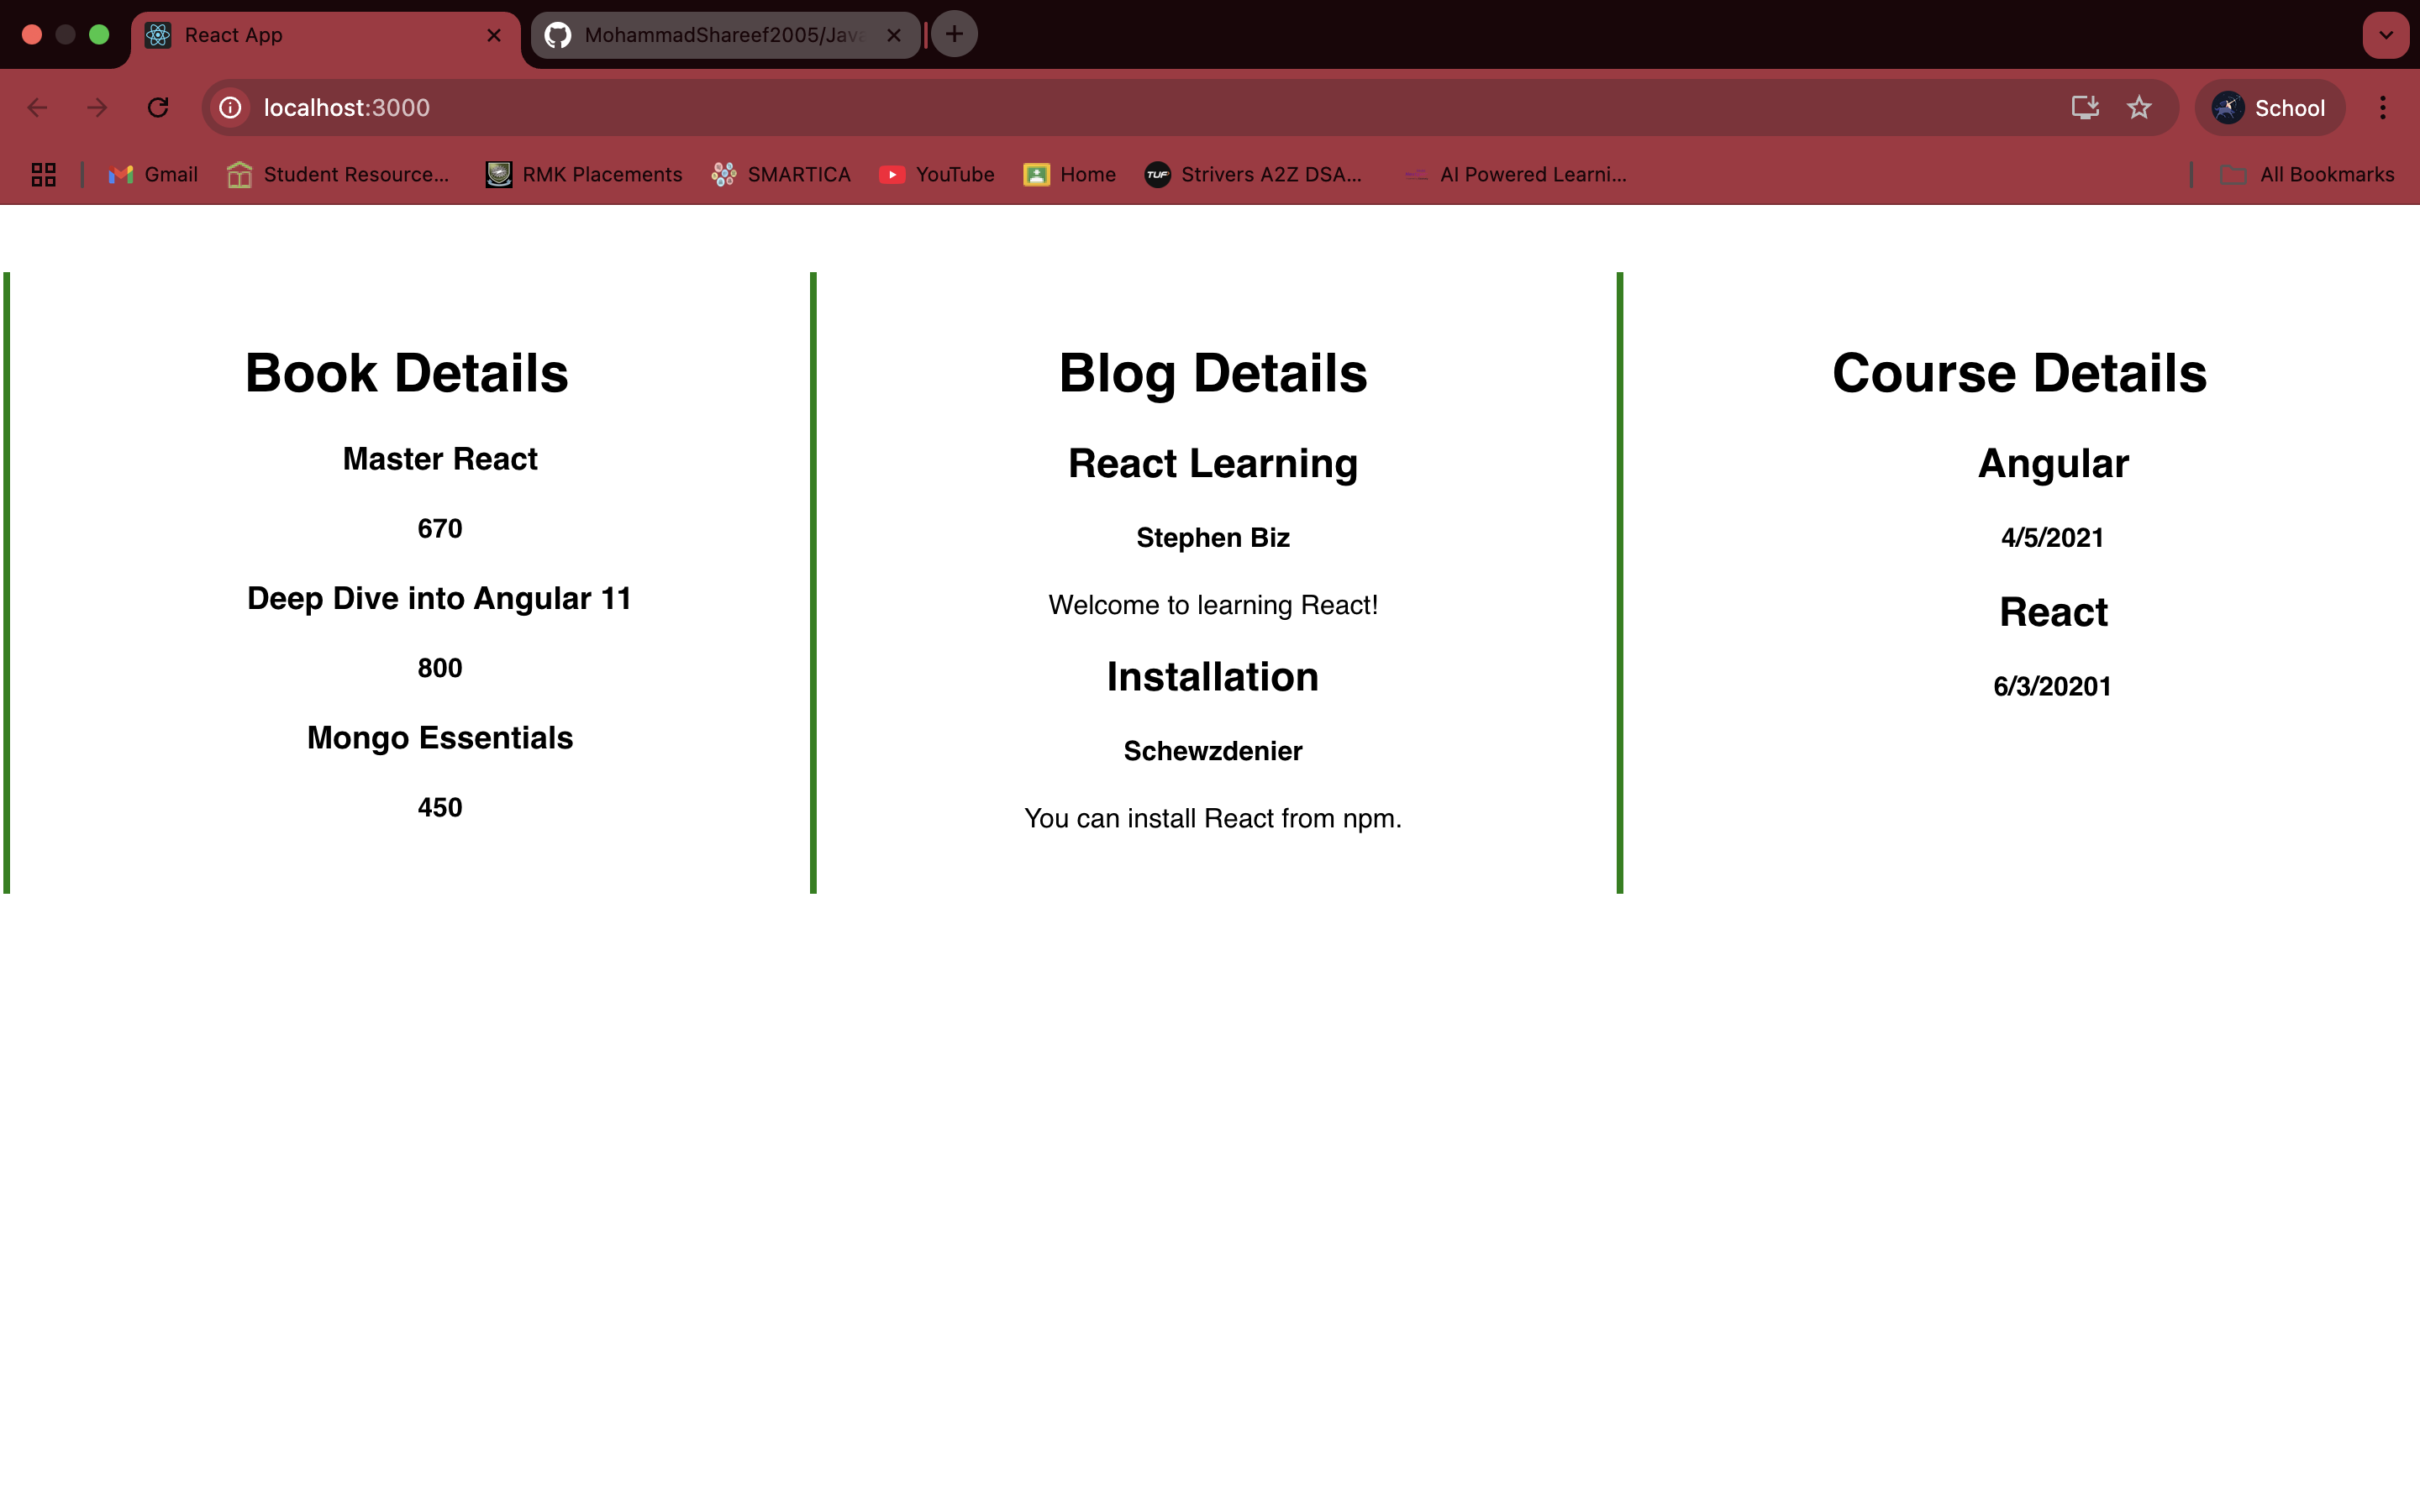 React App
MohammadShareef2005/Java
localhost:3000
School
Gmail
Student Resource...
RMK Placements
SMARTICA
YouTube
Home
TUF
Strivers A2Z DSA...
AI Powered Learni...
All Bookmarks
Book Details
Master React
670
Deep Dive into Angular 11
800
Mongo Essentials
450
Blog Details
React Learning
Stephen Biz
Welcome to learning React!
Installation
Schewzdenier
You can install React from npm.
Course Details
Angular
4/5/2021
React
6/3/20201